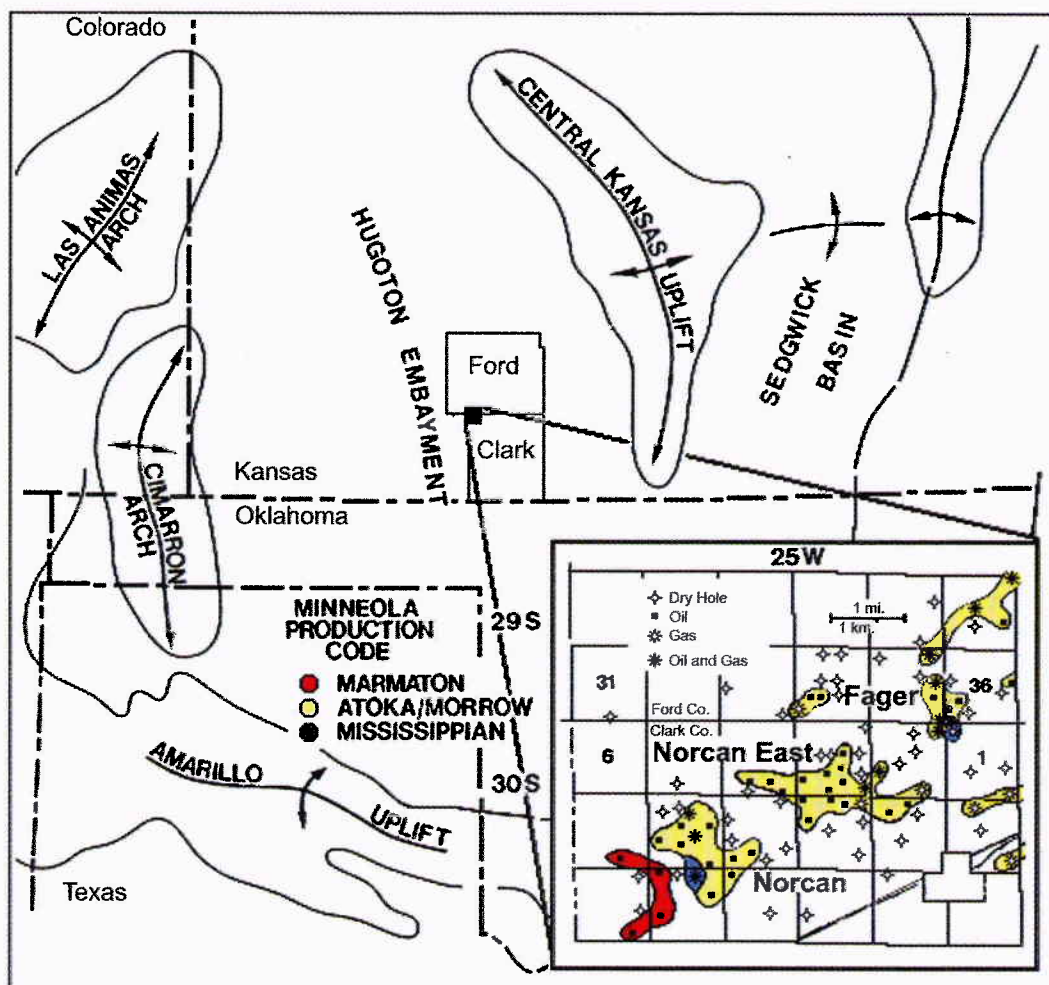 Colorado
LAS ANIMAS
ARCH
CENTRAL KANSAS UPLIFT
HUGOTON EMBAYMENT
SEDGWICK
BASIN
Ford
Clark
Kansas
Oklahoma
CIMARRON
ARCH
MINNEOLA
PRODUCTION
CODE
MARMATON
ATOKA/MORROW
MISSISSIPPIAN
AMARILLO UPLIFT
Texas
29 S
30 S
25 W
Dry Hole
Oil
Gas
Oil and Gas
1 mi.
1 km.
31
36
Fager
Ford Co.
Clark Co.
6
Norcan East
1
Norcan